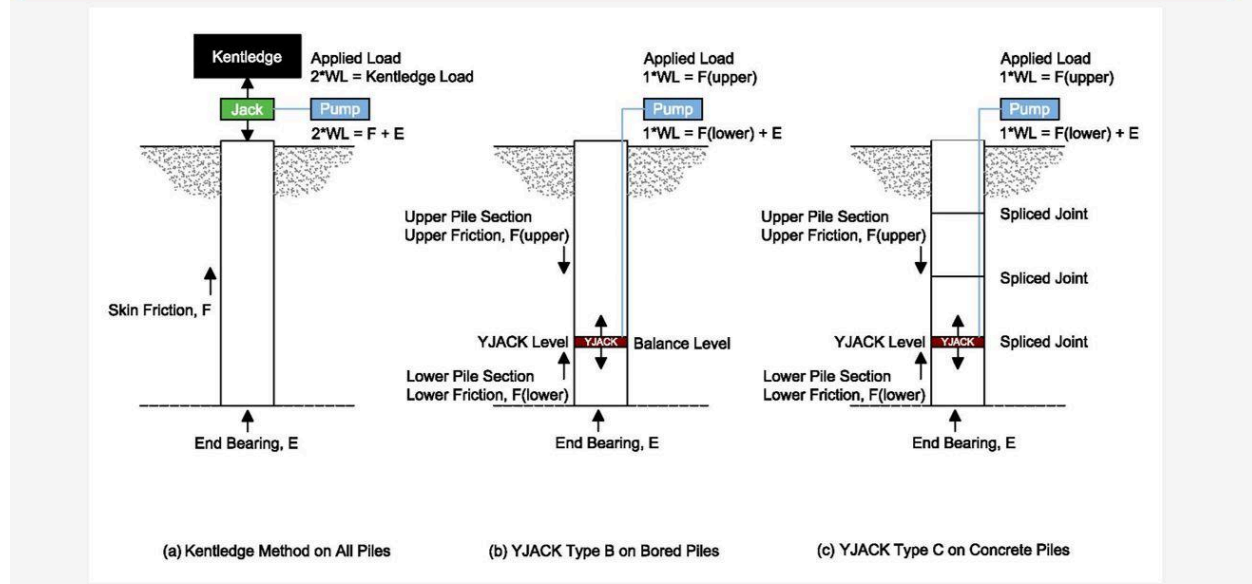 Kentledge
Applied Load
2*WL = Kentledge Load
Jack
Pump
2*WL = F + E
Skin Friction, F
End Bearing, E
(a) Kentledge Method on All Piles
Applied Load
1*WL = F(upper)
Pump
1*WL = F(lower) + E
Upper Pile Section
Upper Friction, F(upper)
YJACK Level
YJACK
Balance Level
Lower Pile Section
Lower Friction, F(lower)
End Bearing, E
(b) YJACK Type B on Bored Piles
Applied Load
1*WL = F(upper)
Pump
1*WL = F(lower) + E
Spliced Joint
Upper Pile Section
Upper Friction, F(upper)
Spliced Joint
YJACK Level
YJACK
Spliced Joint
Lower Pile Section
Lower Friction, F(lower)
End Bearing, E
(c) YJACK Type C on Concrete Piles